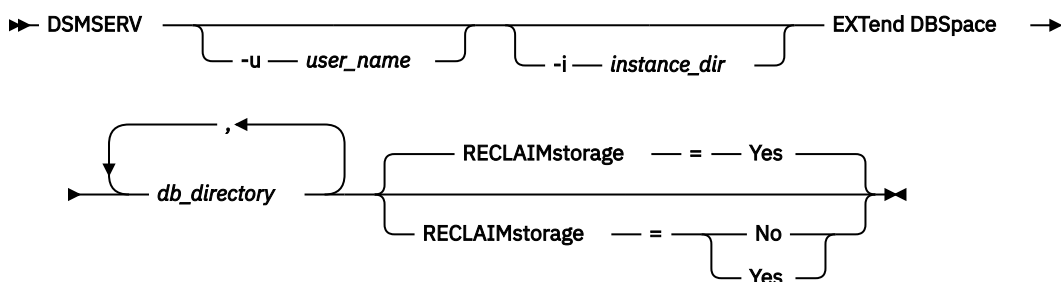 DSMSERV -u user_name -i instance_dir EXTend DBSpace
,
db_directory
RECLAIMstorage = Yes
RECLAIMstorage = No
Yes